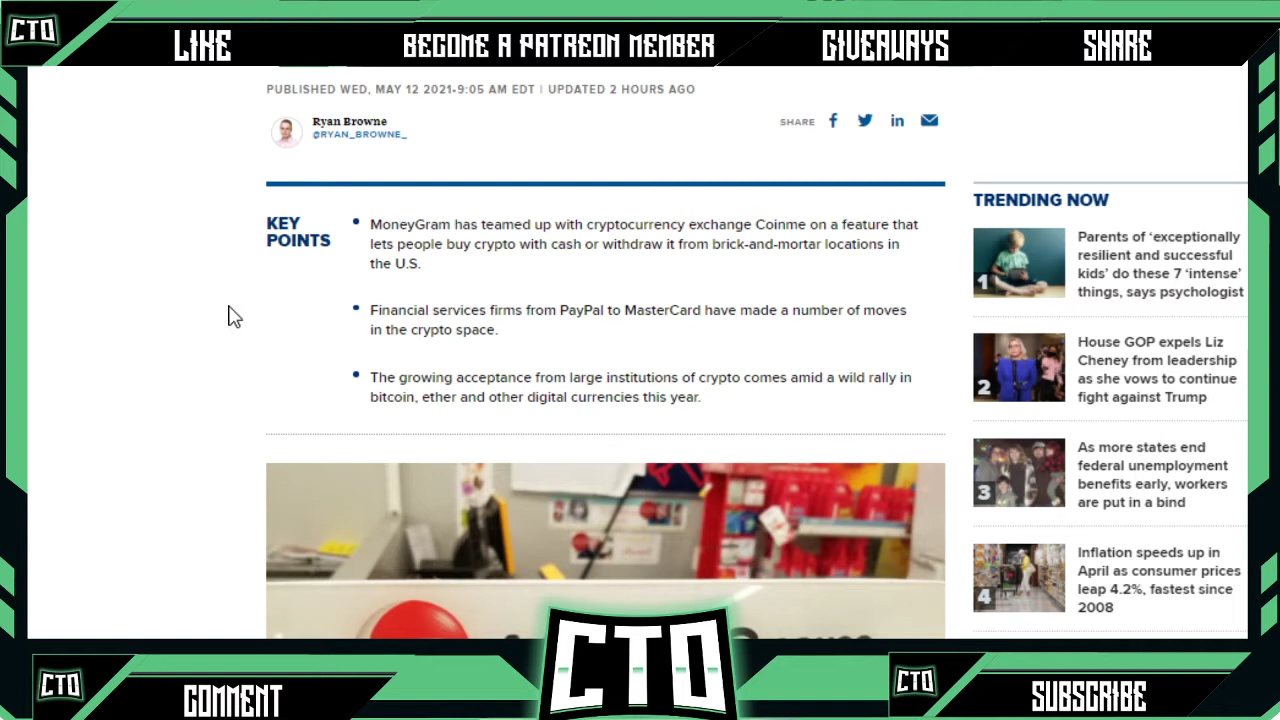 CTO
LIKE
BECOME A PATREON MEMBER
GIVEAWAYS
SHARE
PUBLISHED WED, MAY 12 2021•9:05 AM EDT | UPDATED 2 HOURS AGO
Ryan Browne
@RYAN_BROWNE_
SHARE
KEY
POINTS
MoneyGram has teamed up with cryptocurrency exchange Coinme on a feature that
lets people buy crypto with cash or withdraw it from brick-and-mortar locations in
the U.S.
Financial services firms from PayPal to MasterCard have made a number of moves
in the crypto space.
The growing acceptance from large institutions of crypto comes amid a wild rally in
bitcoin, ether and other digital currencies this year.
TRENDING NOW
1
Parents of ‘exceptionally
resilient and successful
kids’ do these 7 ‘intense’
things, says psychologist
2
House GOP expels Liz
Cheney from leadership
as she vows to continue
fight against Trump
3
As more states end
federal unemployment
benefits early, workers
are put in a bind
4
Inflation speeds up in
April as consumer prices
leap 4.2%, fastest since
2008
CTO
COMMENT
CTO
CTO
SUBSCRIBE